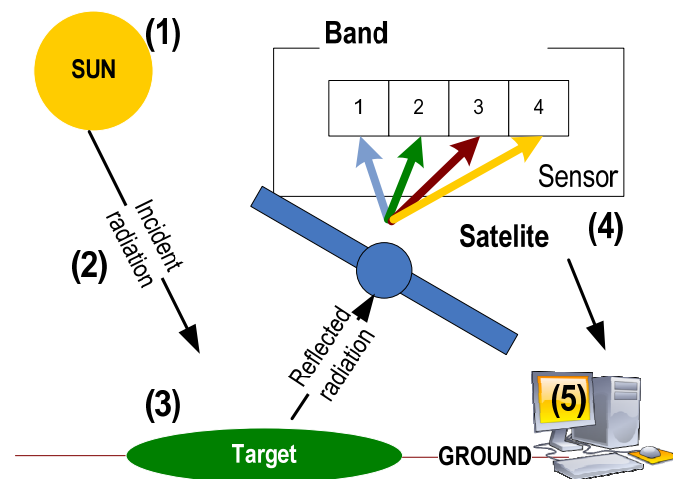 (1)
SUN
Band
1 2 3 4
Sensor
Incident
radiation
(2)
Satelite
(4)
Reflected
radiation
(3)
(5)
Target
GROUND